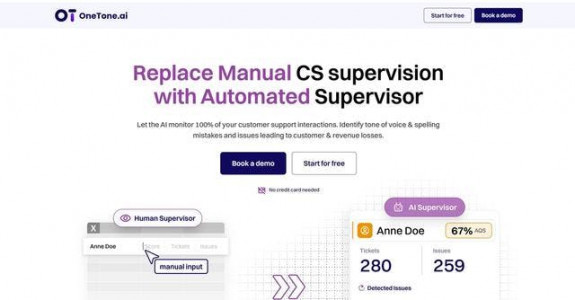 OT OneTone.ai
Start for free
Book a demo
Replace Manual CS supervision
with Automated Supervisor
Let the AI monitor 100% of your customer support interactions. Identify tone of voice & spelling
mistakes and issues leading to customer & revenue losses.
Book a demo
Start for free
No credit card needed
Human Supervisor
X
Anne Doe
Score
Tickets
Issues
manual input
AI Supervisor
Anne Doe
67% AQS
Tickets
Issues
280
259
Detected Issues